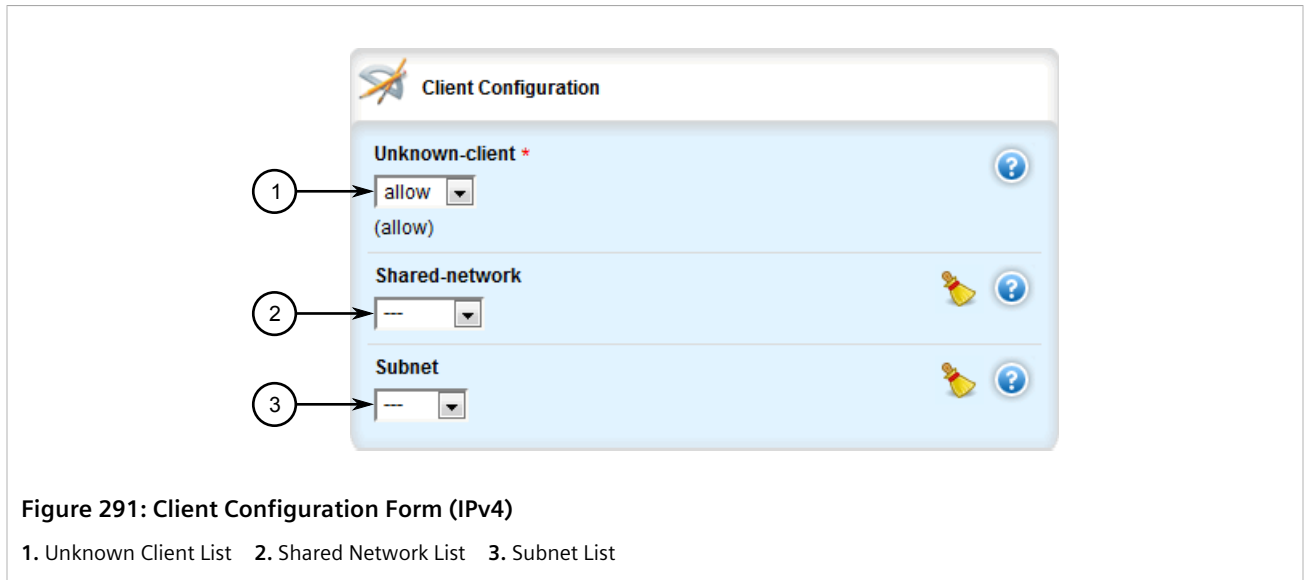 Client Configuration
Unknown-client *
1
allow
(allow)
Shared-network
2
---
Subnet
3
---
Figure 291: Client Configuration Form (IPv4)
1. Unknown Client List 2. Shared Network List 3. Subnet List